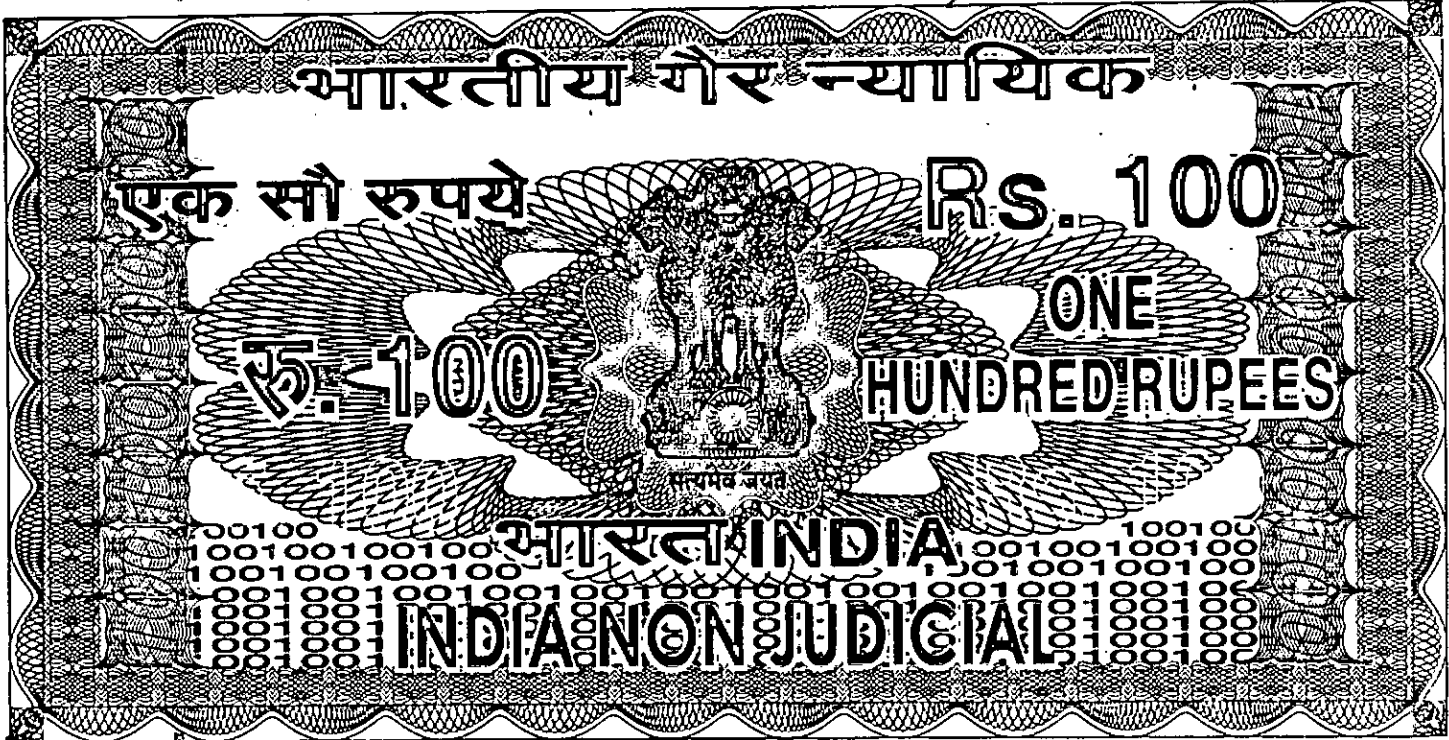 भारतीय गैर न्यायिक
एक सौ रुपये
Rs. 100
रु. 100
ONE
HUNDRED RUPEES
सत्यमेव जयते
भारत INDIA
INDIA NON JUDICIAL